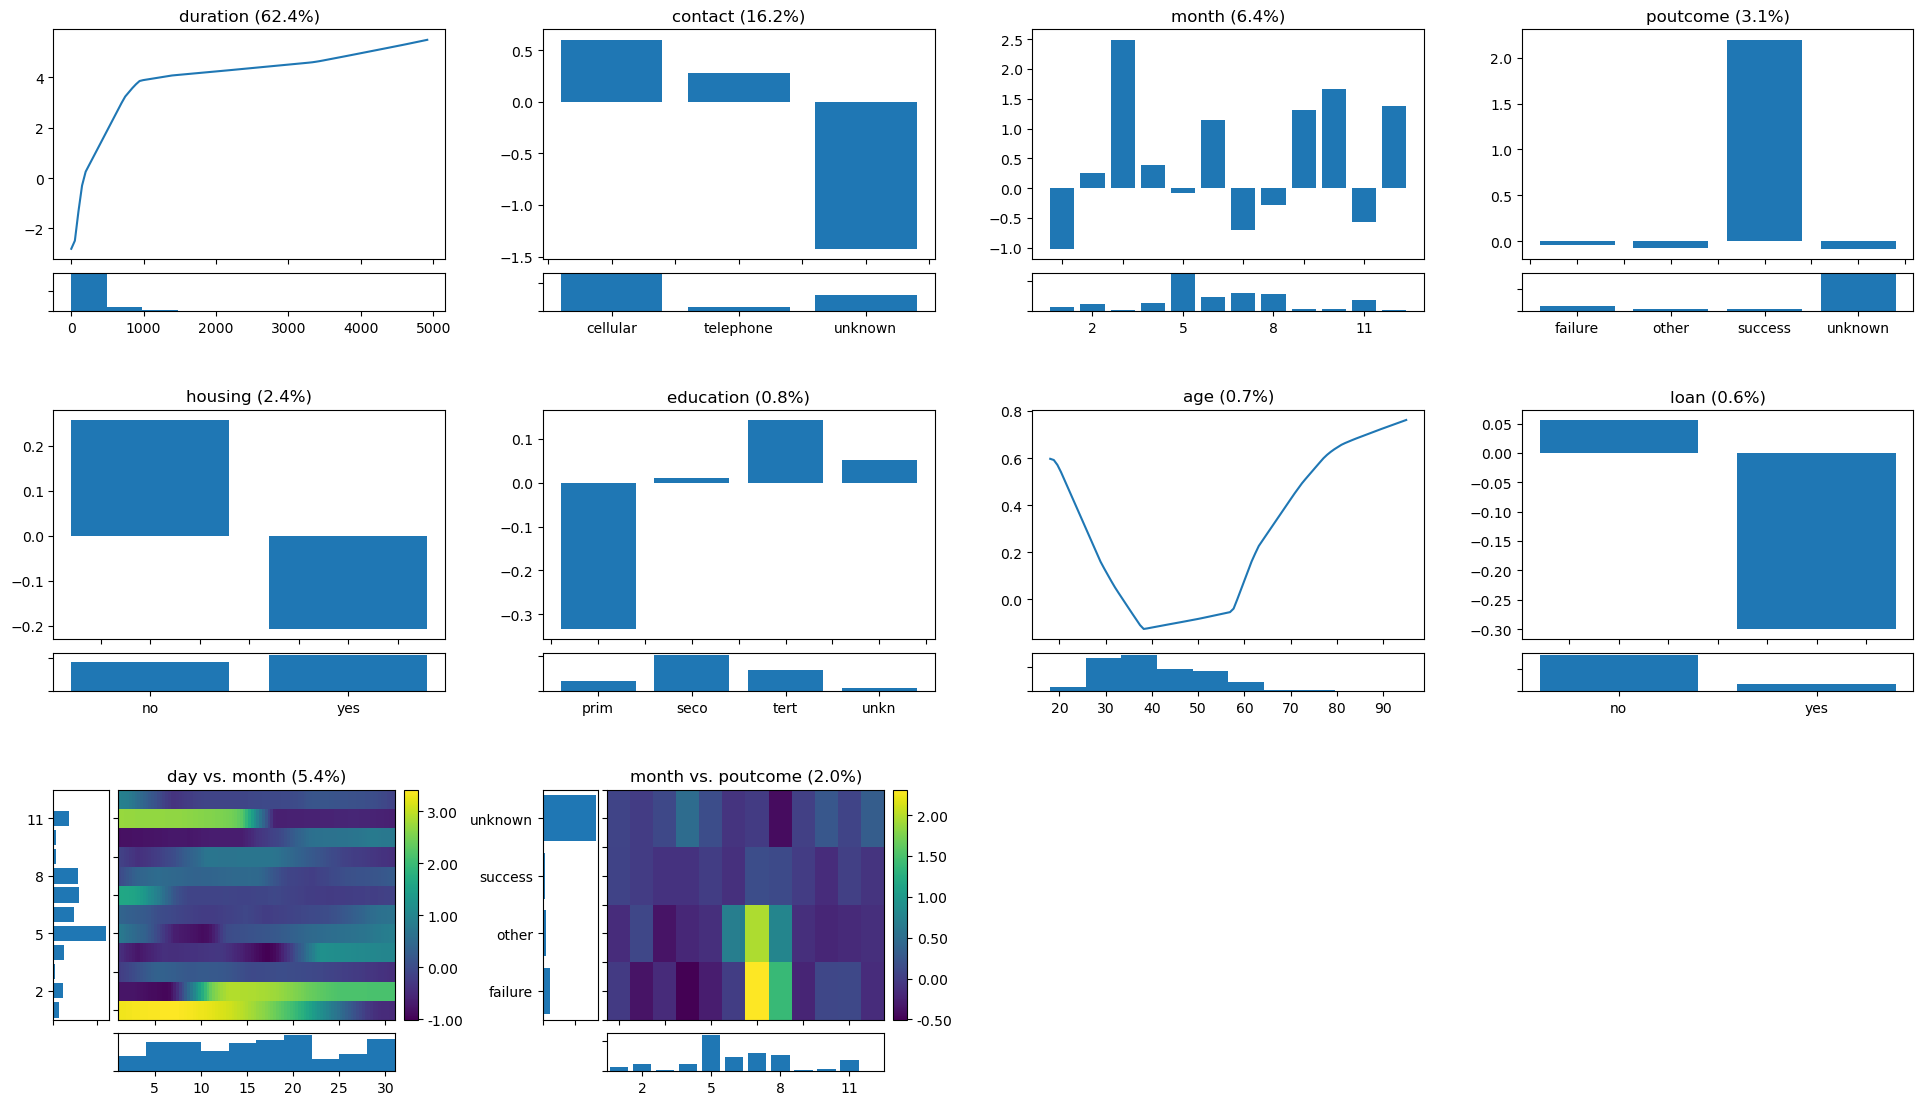 duration (62.4%)
4
2
0
−2
0 1000 2000 3000 4000 5000
contact (16.2%)
0.5
0.0
−0.5
−1.0
−1.5
cellular telephone unknown
month (6.4%)
2.5
2.0
1.5
1.0
0.5
0.0
−0.5
−1.0
2 5 8 11
poutcome (3.1%)
2.0
1.5
1.0
0.5
0.0
failure other success unknown
housing (2.4%)
0.2
0.1
0.0
−0.1
−0.2
no yes
education (0.8%)
0.1
0.0
−0.1
−0.2
−0.3
prim seco tert unkn
age (0.7%)
0.8
0.6
0.4
0.2
0.0
20 30 40 50 60 70 80 90
loan (0.6%)
0.05
0.00
−0.05
−0.10
−0.15
−0.20
−0.25
−0.30
no yes
day vs. month (5.4%)
11
8
5
2
3.00
2.00
1.00
0.00
-1.00
5 10 15 20 25 30
month vs. poutcome (2.0%)
unknown
success
other
failure
2.00
1.50
1.00
0.50
0.00
-0.50
2 5 8 11